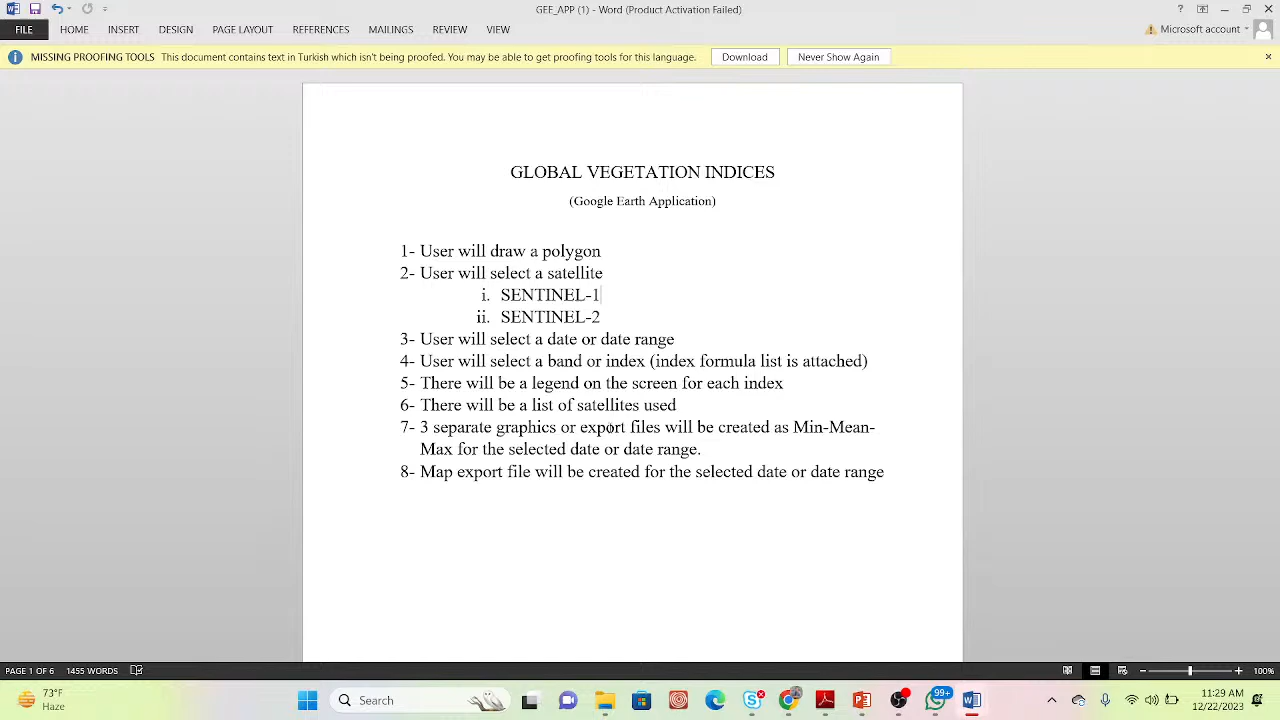 GEE_APP (1) - Word (Product Activation Failed)
FILE HOME INSERT DESIGN PAGE LAYOUT REFERENCES MAILINGS REVIEW VIEW Microsoft account
MISSING PROOFING TOOLS This document contains text in Turkish which isn't being proofed. You may be able to get proofing tools for this language. Download Never Show Again
GLOBAL VEGETATION INDICES
(Google Earth Application)
1- User will draw a polygon
2- User will select a satellite
i. SENTINEL-1
ii. SENTINEL-2
3- User will select a date or date range
4- User will select a band or index (index formula list is attached)
5- There will be a legend on the screen for each index
6- There will be a list of satellites used
7- 3 separate graphics or export files will be created as Min-Mean-
Max for the selected date or date range.
8- Map export file will be created for the selected date or date range
PAGE 1 OF 6 1455 WORDS 100%
73°F
Haze
Search
99+
11:29 AM
12/22/2023